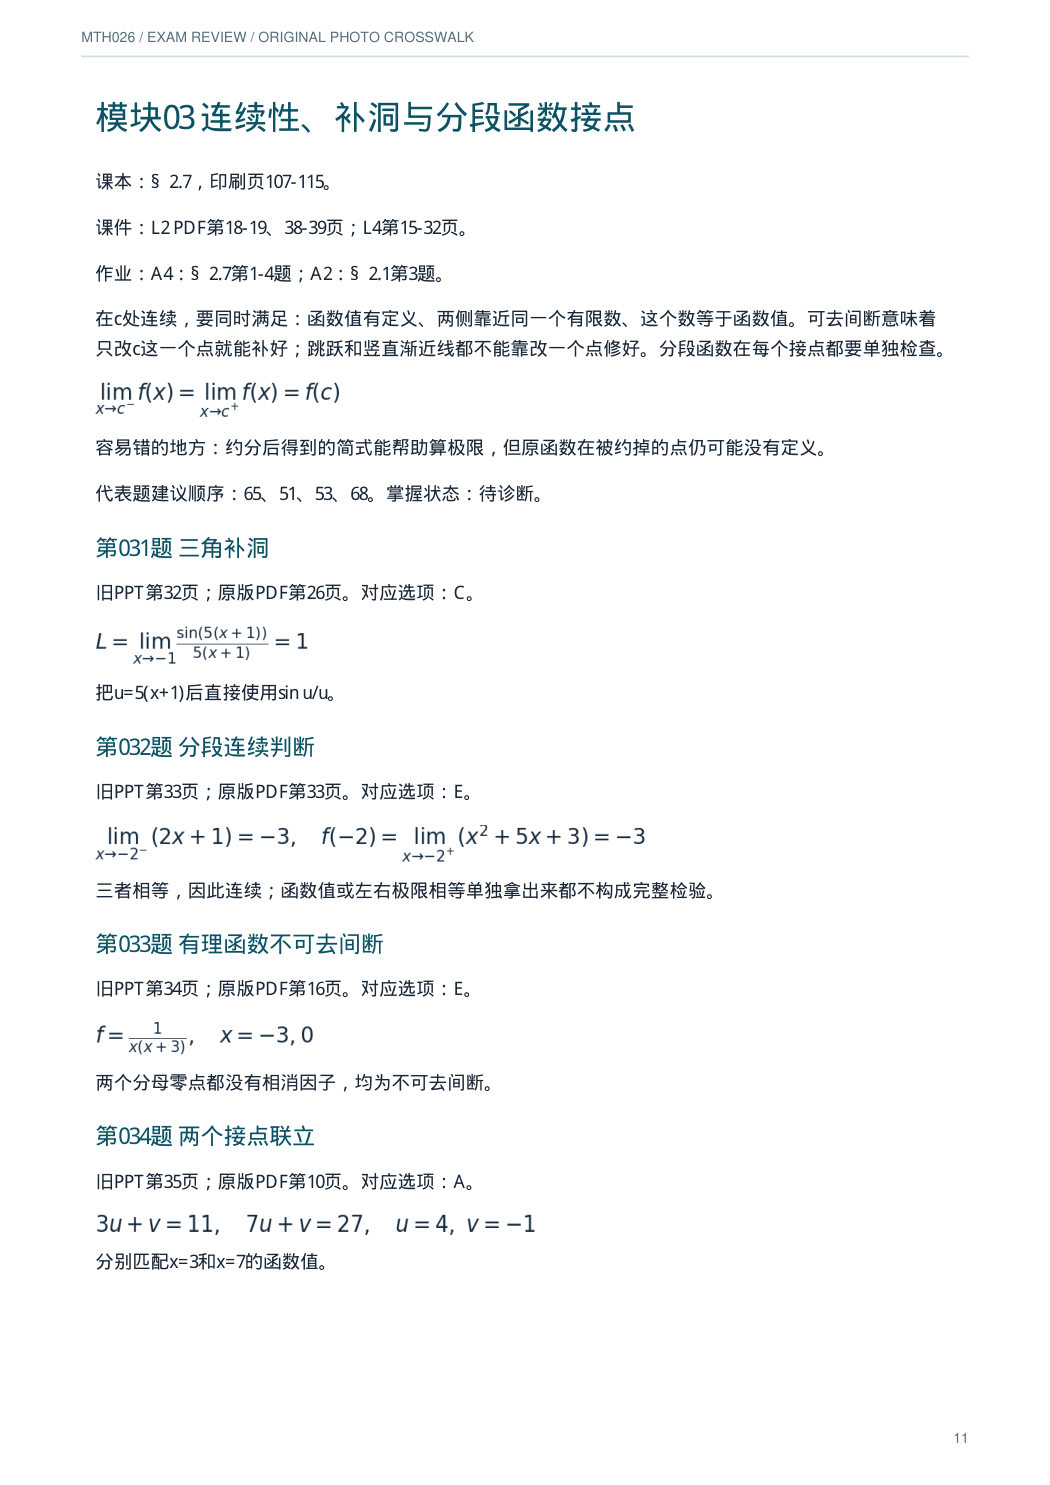 MTH026 / EXAM REVIEW / ORIGINAL PHOTO CROSSWALK
模块03 连续性、补洞与分段函数接点
课本：§ 2.7，印刷页107-115。
课件：L2 PDF第18-19、38-39页；L4第15-32页。
作业：A4：§ 2.7第1-4题；A2：§ 2.1第3题。
在c处连续，要同时满足：函数值有定义、两侧靠近同一个有限数、这个数等于函数值。可去间断意味着
只改c这一个点就能补好；跳跃和竖直渐近线都不能靠改一个点修好。分段函数在每个接点都要单独检查。
lim_{x→c⁻} f(x) = lim_{x→c⁺} f(x) = f(c)
容易错的地方：约分后得到的简式能帮助算极限，但原函数在被约掉的点仍可能没有定义。
代表题建议顺序：65、51、53、68。掌握状态：待诊断。
第031题 三角补洞
旧PPT第32页；原版PDF第26页。对应选项：C。
L = lim_{x→−1} sin(5(x + 1))/5(x + 1) = 1
把u=5(x+1)后直接使用sin u/u。
第032题 分段连续判断
旧PPT第33页；原版PDF第33页。对应选项：E。
lim_{x→−2⁻} (2x + 1) = −3, f(−2) = lim_{x→−2⁺} (x² + 5x + 3) = −3
三者相等，因此连续；函数值或左右极限相等单独拿出来都不构成完整检验。
第033题 有理函数不可去间断
旧PPT第34页；原版PDF第16页。对应选项：E。
f = 1/x(x + 3), x = −3, 0
两个分母零点都没有相消因子，均为不可去间断。
第034题 两个接点联立
旧PPT第35页；原版PDF第10页。对应选项：A。
3u + v = 11, 7u + v = 27, u = 4, v = −1
分别匹配x=3和x=7的函数值。
11